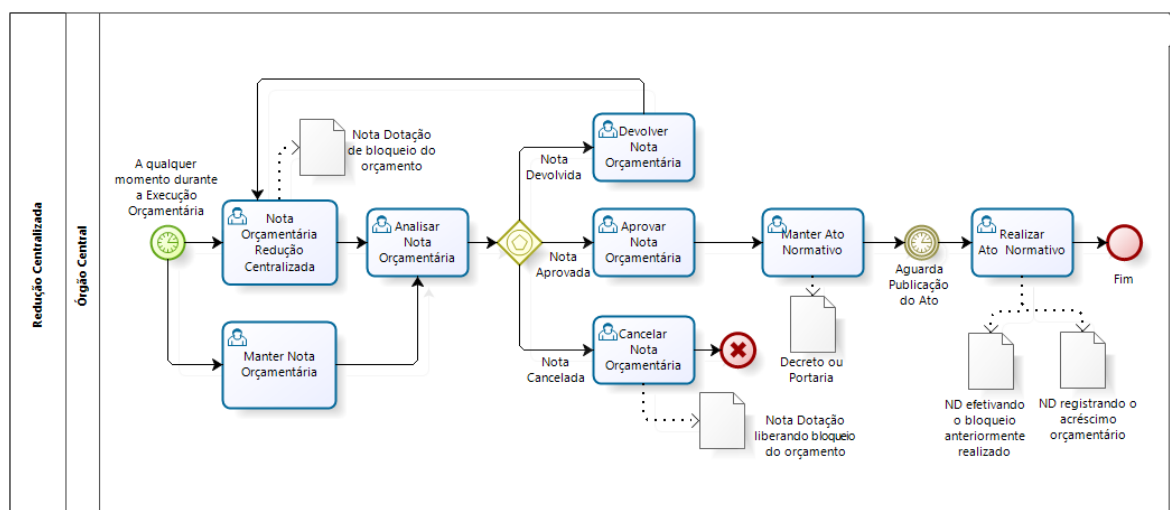 Redução Centralizada
Órgão Central
A qualquer
momento durante
a Execução
Orçamentária
Nota Dotação
de bloqueio do
orçamento
Nota
Orçamentária
Redução
Centralizada
Analisar
Nota
Orçamentária
Manter Nota
Orçamentária
Nota
Devolvida
Devolver
Nota
Orçamentária
Nota
Aprovada
Aprovar
Nota
Orçamentária
Nota
Cancelada
Cancelar
Nota
Orçamentária
Nota Dotação
liberando bloqueio
do orçamento
Manter Ato
Normativo
Decreto ou
Portaria
Aguarda
Publicação
do Ato
Realizar
Ato Normativo
ND efetivando
o bloqueio
anteriormente
realizado
ND registrando o
acréscimo
orçamentário
Fim